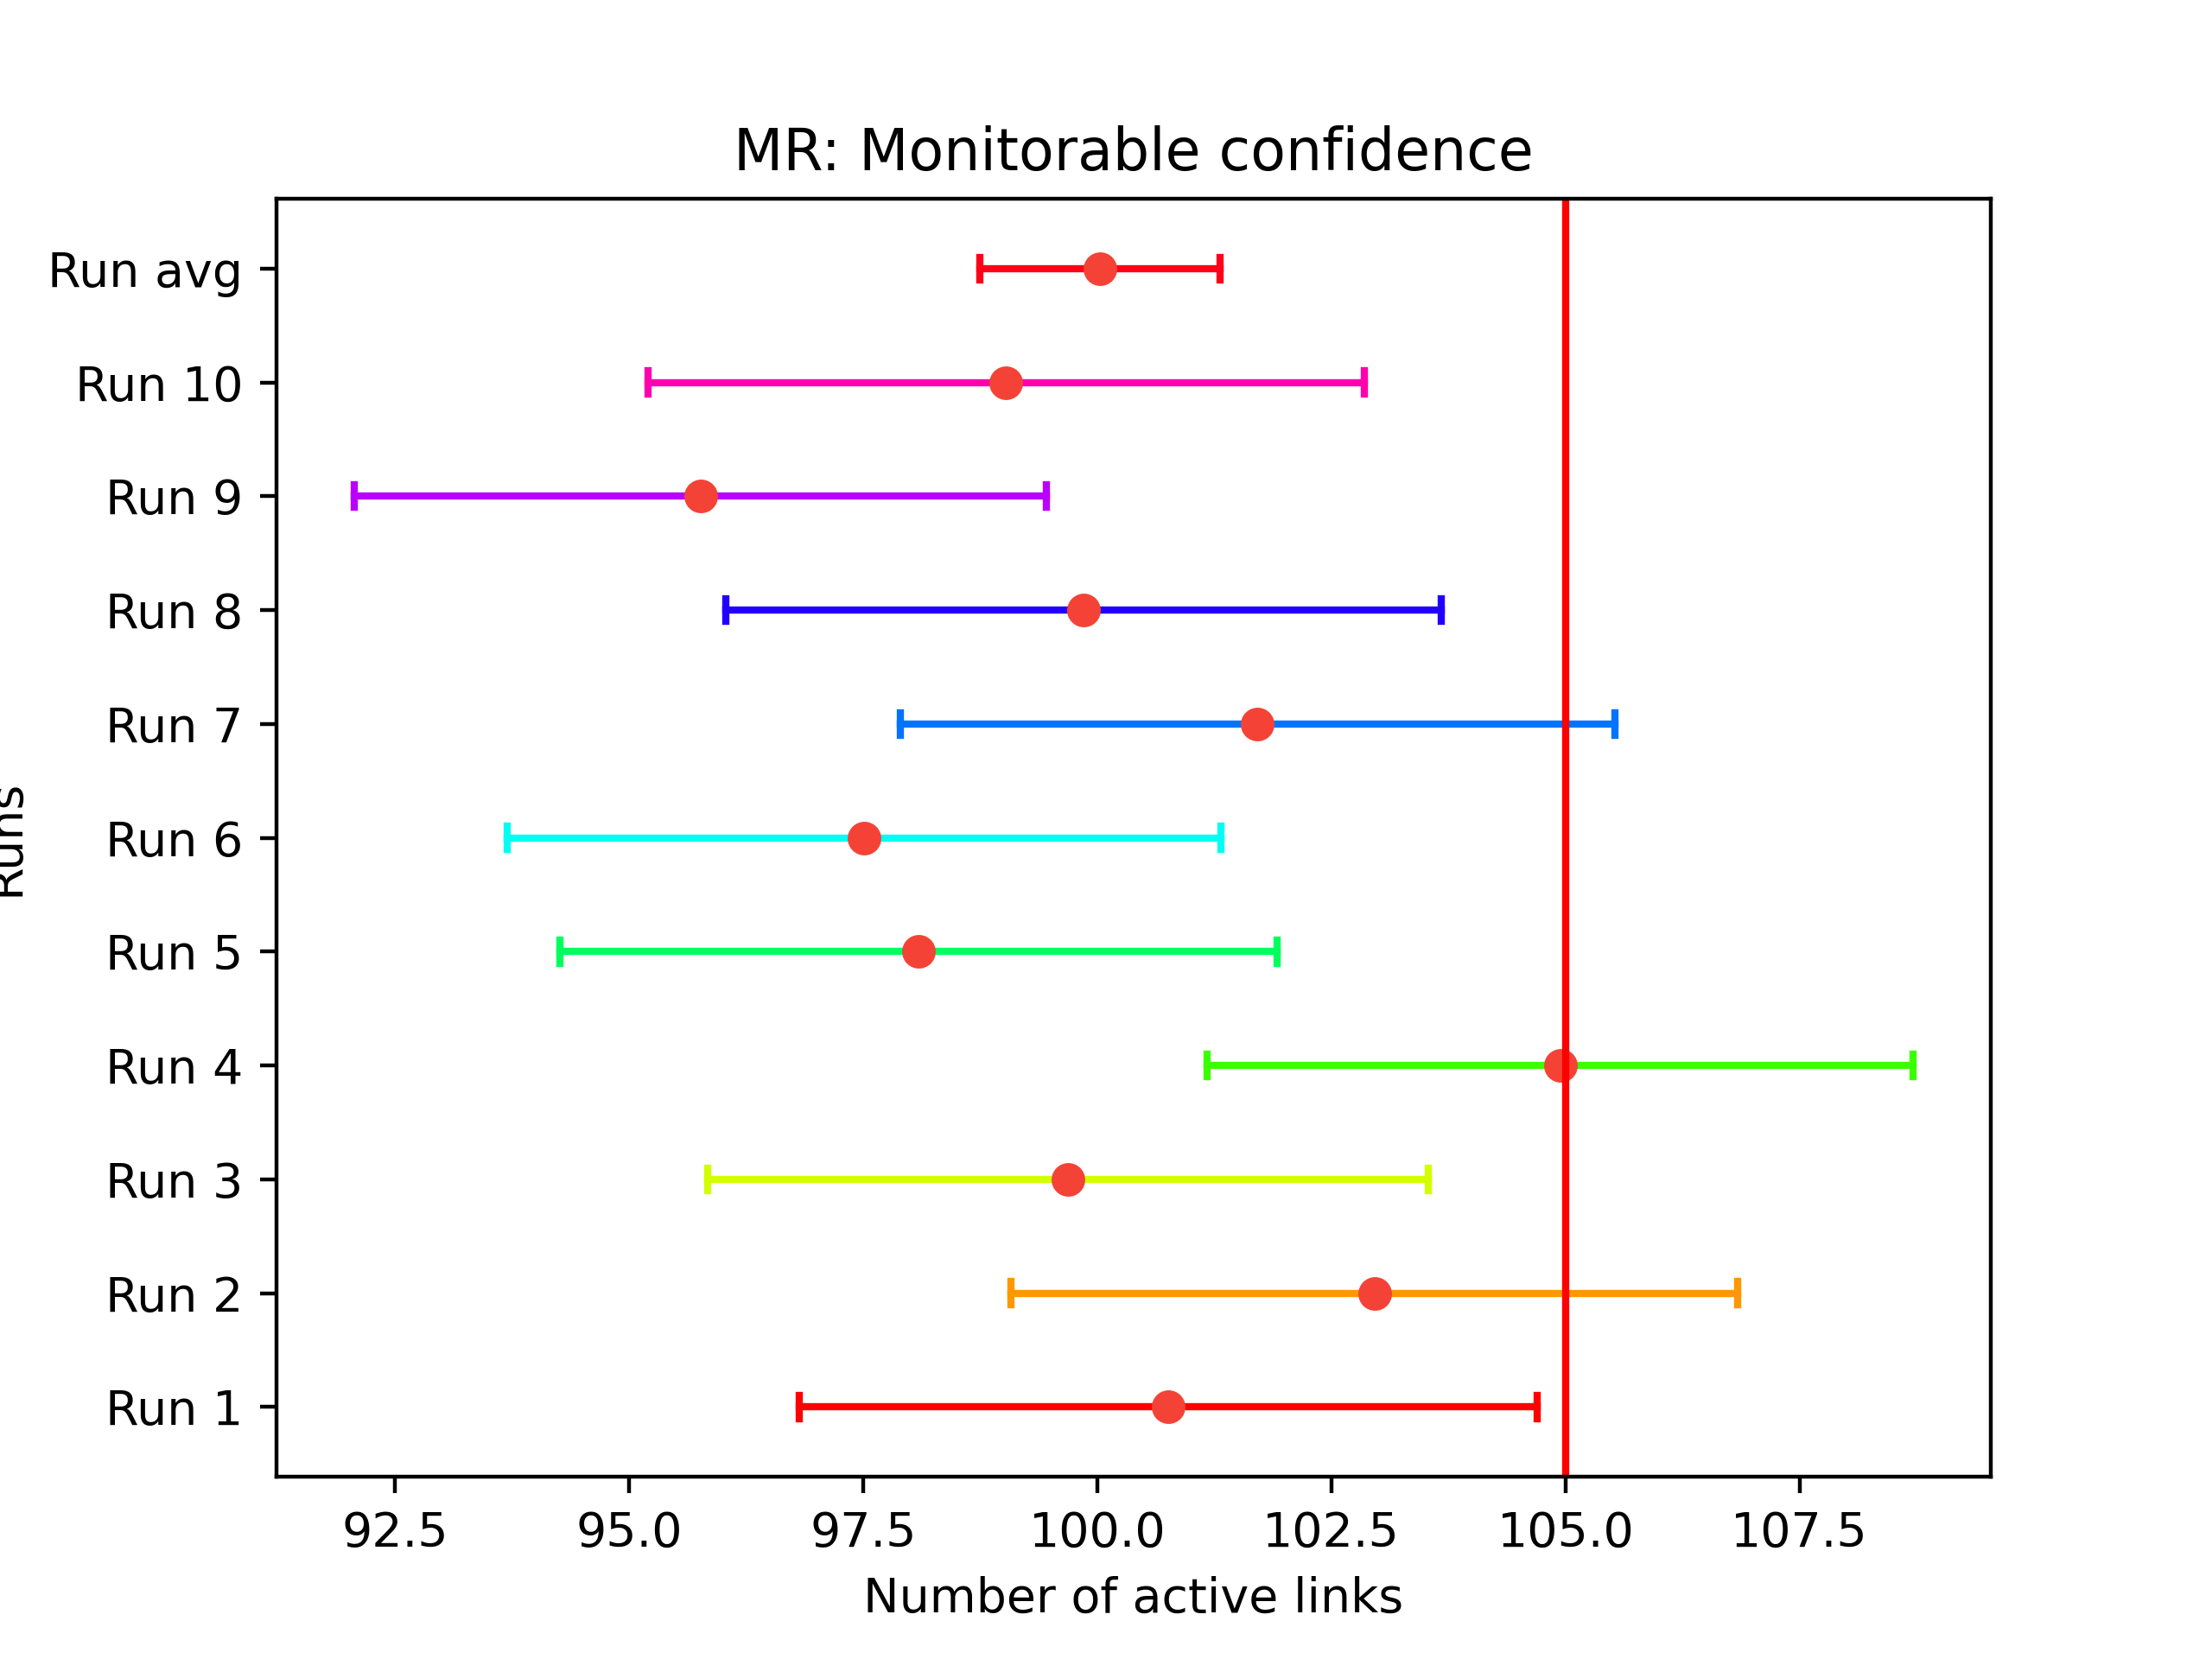 MR: Monitorable confidence
Run avg
Run 10
Run 9
Run 8
Run 7
Run 6
Run 5
Run 4
Run 3
Run 2
Run 1
Runs
92.5 95.0 97.5 100.0 102.5 105.0 107.5
Number of active links